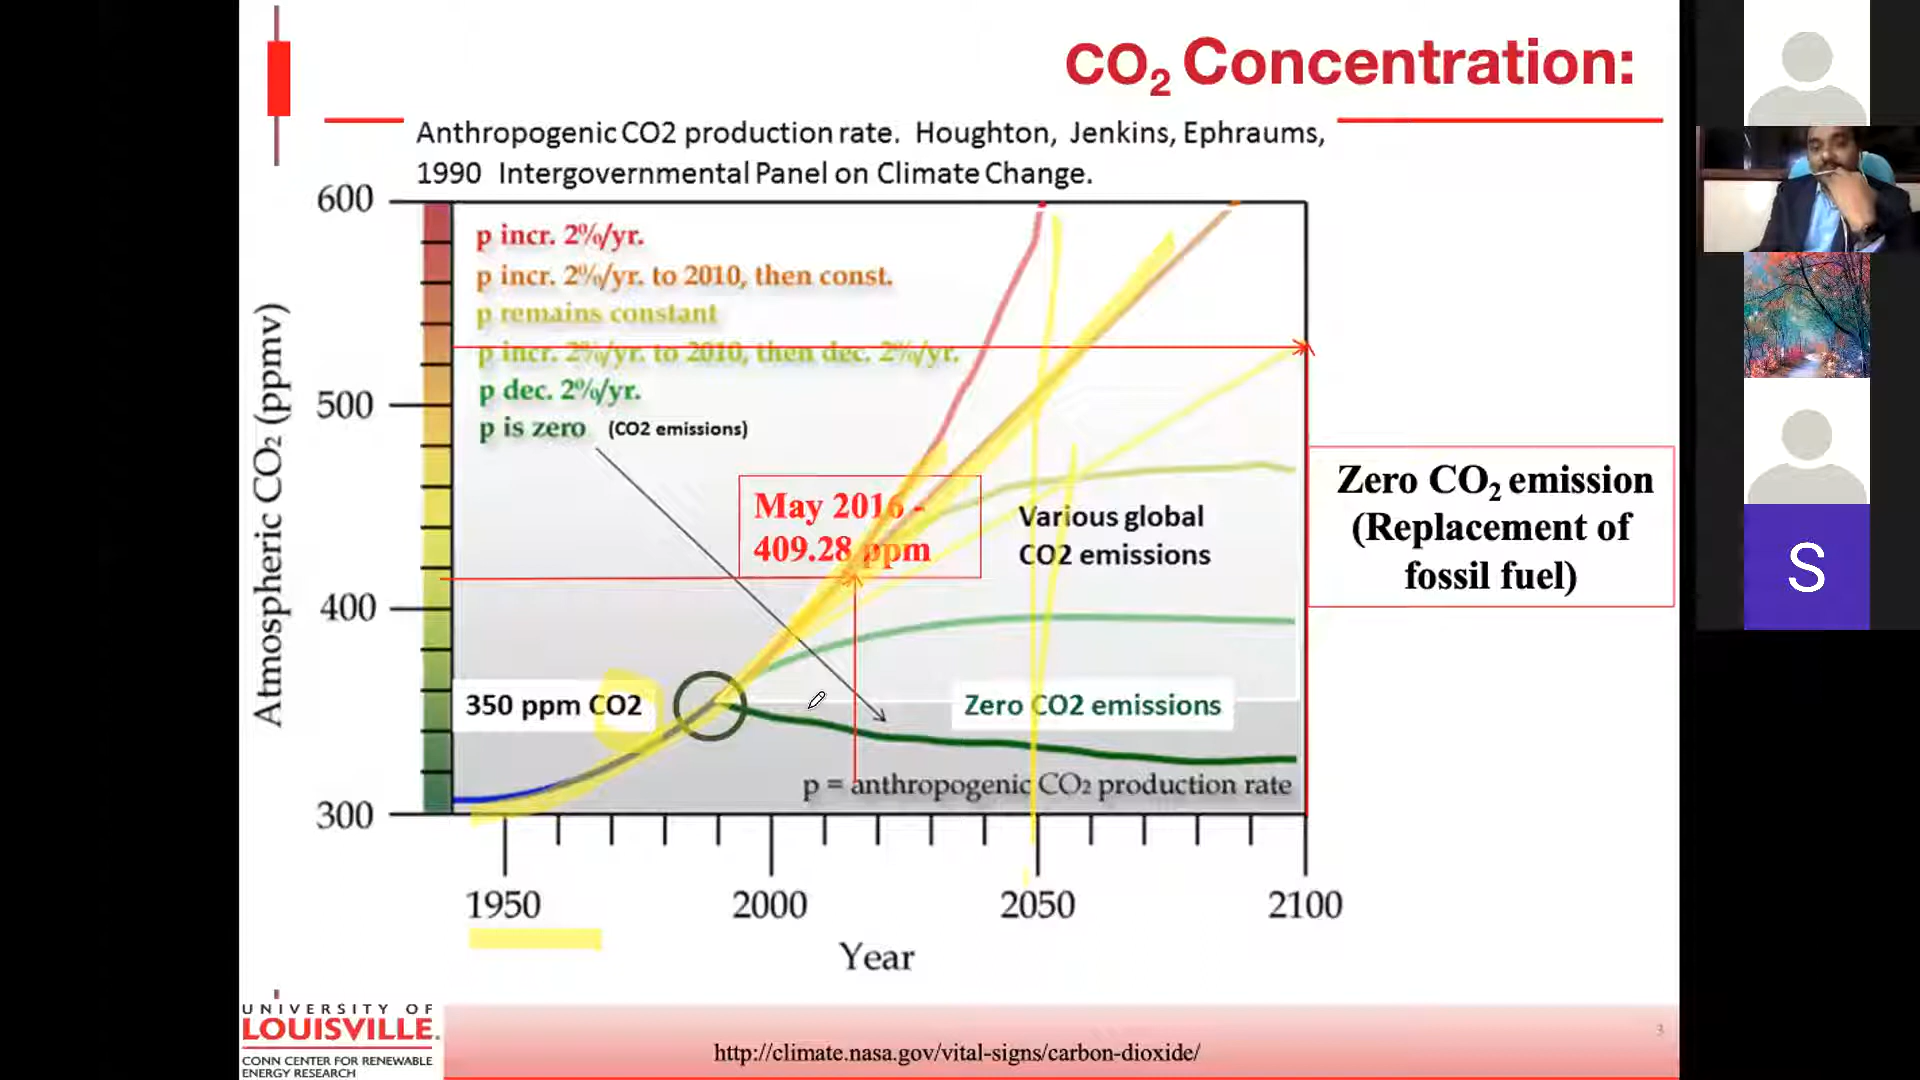 CO₂ Concentration:
Anthropogenic CO2 production rate. Houghton, Jenkins, Ephraums,
1990 Intergovernmental Panel on Climate Change.
600
p incr. 2%/yr.
p incr. 2%/yr. to 2010, then const.
p remains constant
p incr. 2%/yr. to 2010, then dec. 2%/yr.
p dec. 2%/yr.
p is zero (CO2 emissions)
500
Atmospheric CO₂ (ppmv)
May 2016 -
409.28 ppm
Various global
CO2 emissions
Zero CO₂ emission
(Replacement of
fossil fuel)
S
400
350 ppm CO2
Zero CO2 emissions
p = anthropogenic CO₂ production rate
300
1950 2000 2050 2100
Year
UNIVERSITY OF
LOUISVILLE.
CONN CENTER FOR RENEWABLE
ENERGY RESEARCH
http://climate.nasa.gov/vital-signs/carbon-dioxide/
3